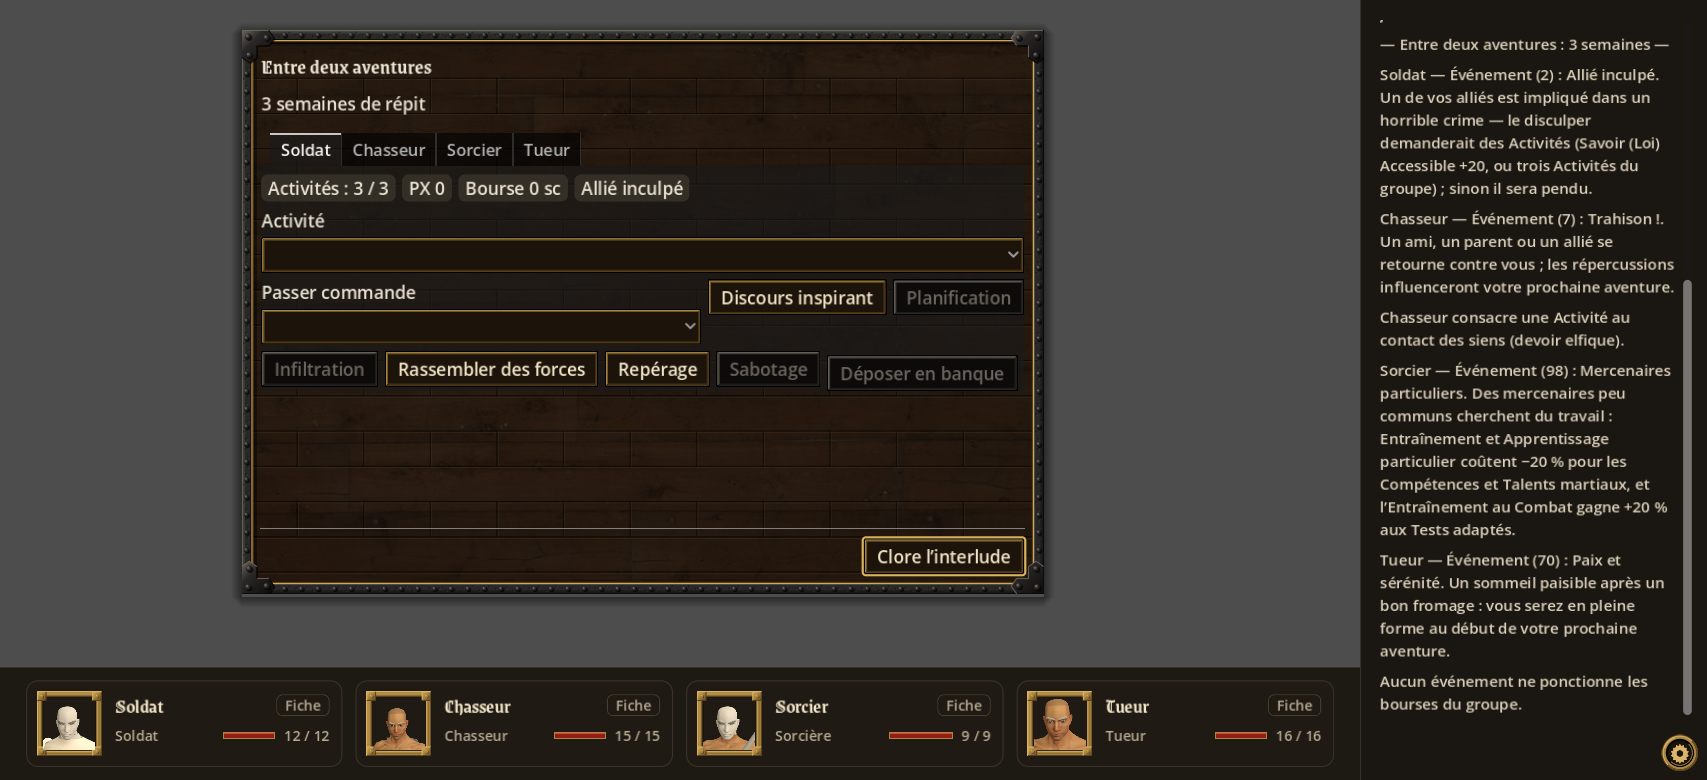 Entre deux aventures
3 semaines de répit
Soldat
Chasseur
Sorcier
Tueur
Activités : 3 / 3
PX 0
Bourse 0 sc
Allié inculpé
Activité
Passer commande
Discours inspirant
Planification
Infiltration
Rassembler des forces
Repérage
Sabotage
Déposer en banque
Clore l'interlude
— Entre deux aventures : 3 semaines —
Soldat — Événement (2) : Allié inculpé.
Un de vos alliés est impliqué dans un
horrible crime — le disculper
demanderait des Activités (Savoir (Loi)
Accessible +20, ou trois Activités du
groupe) ; sinon il sera pendu.
Chasseur — Événement (7) : Trahison !.
Un ami, un parent ou un allié se
retourne contre vous ; les répercussions
influenceront votre prochaine aventure.
Chasseur consacre une Activité au
contact des siens (devoir elfique).
Sorcier — Événement (98) : Mercenaires
particuliers. Des mercenaires peu
communs cherchent du travail :
Entraînement et Apprentissage
particulier coûtent −20 % pour les
Compétences et Talents martiaux, et
l'Entraînement au Combat gagne +20 %
aux Tests adaptés.
Tueur — Événement (70) : Paix et
sérénité. Un sommeil paisible après un
bon fromage : vous serez en pleine
forme au début de votre prochaine
aventure.
Aucun événement ne ponctionne les
bourses du groupe.
Soldat
Fiche
Soldat
12 / 12
Chasseur
Fiche
Chasseur
15 / 15
Sorcier
Fiche
Sorcière
9 / 9
Tueur
Fiche
Tueur
16 / 16